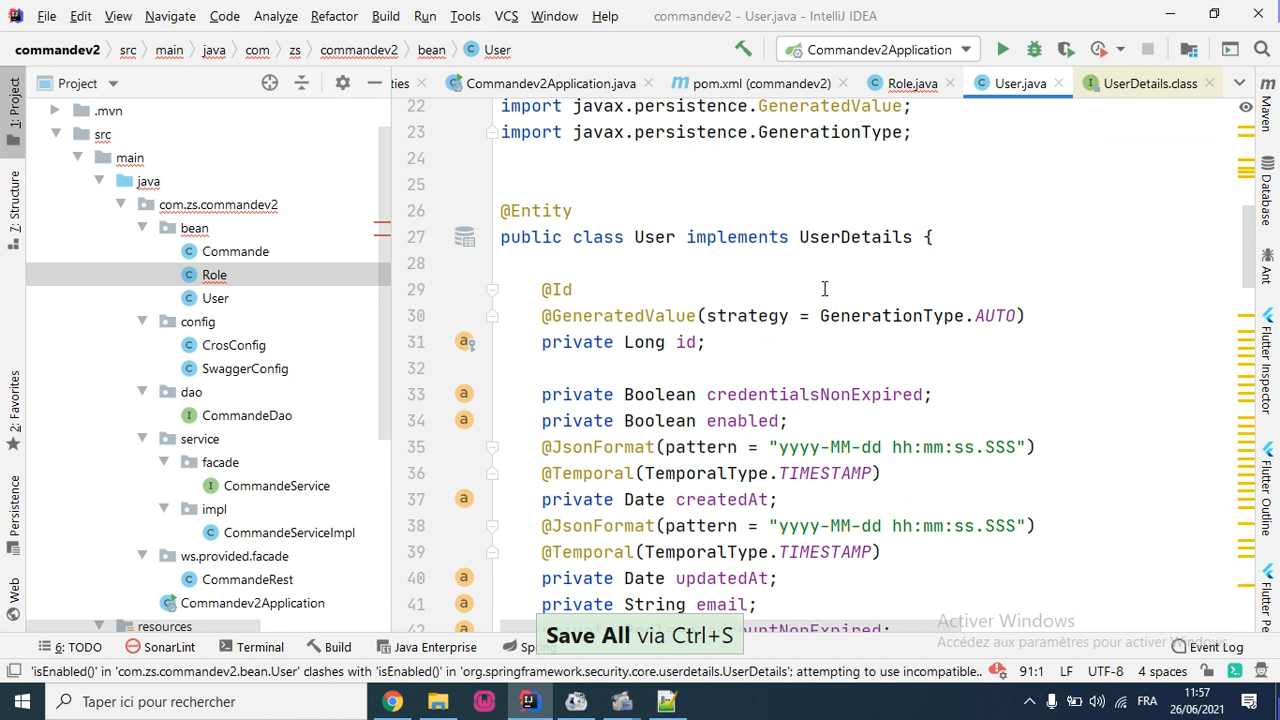 File Edit View Navigate Code Analyze Refactor Build Run Tools VCS Window Help commandev2 - User.java - IntelliJ IDEA
commandev2 src main java com zs commandev2 bean User Commandev2Application
Project ties Commandev2Application.java pom.xml (commandev2) Role.java User.java UserDetails.class
.mvn
src
main
java
com.zs.commandev2
bean
Commande
Role
User
config
CrosConfig
SwaggerConfig
dao
CommandeDao
service
facade
CommandeService
impl
CommandeServiceImpl
ws.provided.facade
CommandeRest
Commandev2Application
resources
1: Project
7: Structure
2: Favorites
Persistence
Web
22 import javax.persistence.GeneratedValue;
23 import javax.persistence.GenerationType;
24
25
26 @Entity
27 public class User implements UserDetails {
28
29 @Id
30 @GeneratedValue(strategy = GenerationType.AUTO)
31 private Long id;
32
33 private Boolean credentialsNonExpired;
34 private Boolean enabled;
35 @JsonFormat(pattern = "yyyy-MM-dd hh:mm:ss.SSS")
36 @Temporal(TemporalType.TIMESTAMP)
37 private Date createdAt;
38 @JsonFormat(pattern = "yyyy-MM-dd hh:mm:ss.SSS")
39 @Temporal(TemporalType.TIMESTAMP)
40 private Date updatedAt;
41 private String email;
42
Maven
Database
Ant
Flutter Inspector
Flutter Outline
Flutter Pe
Save All via Ctrl+S
Activer Windows
Accédez aux paramètres pour activer Windows.
6: TODO SonarLint Terminal Build Java Enterprise Spring Event Log
'isEnabled()' in 'com.zs.commandev2.bean.User' clashes with 'isEnabled()' in 'org.springframework.security.core.userdetails.UserDetails'; attempting to use incompatible.. 91:1 LF UTF-8 4 spaces
Taper ici pour rechercher FRA 11:57
26/06/2021